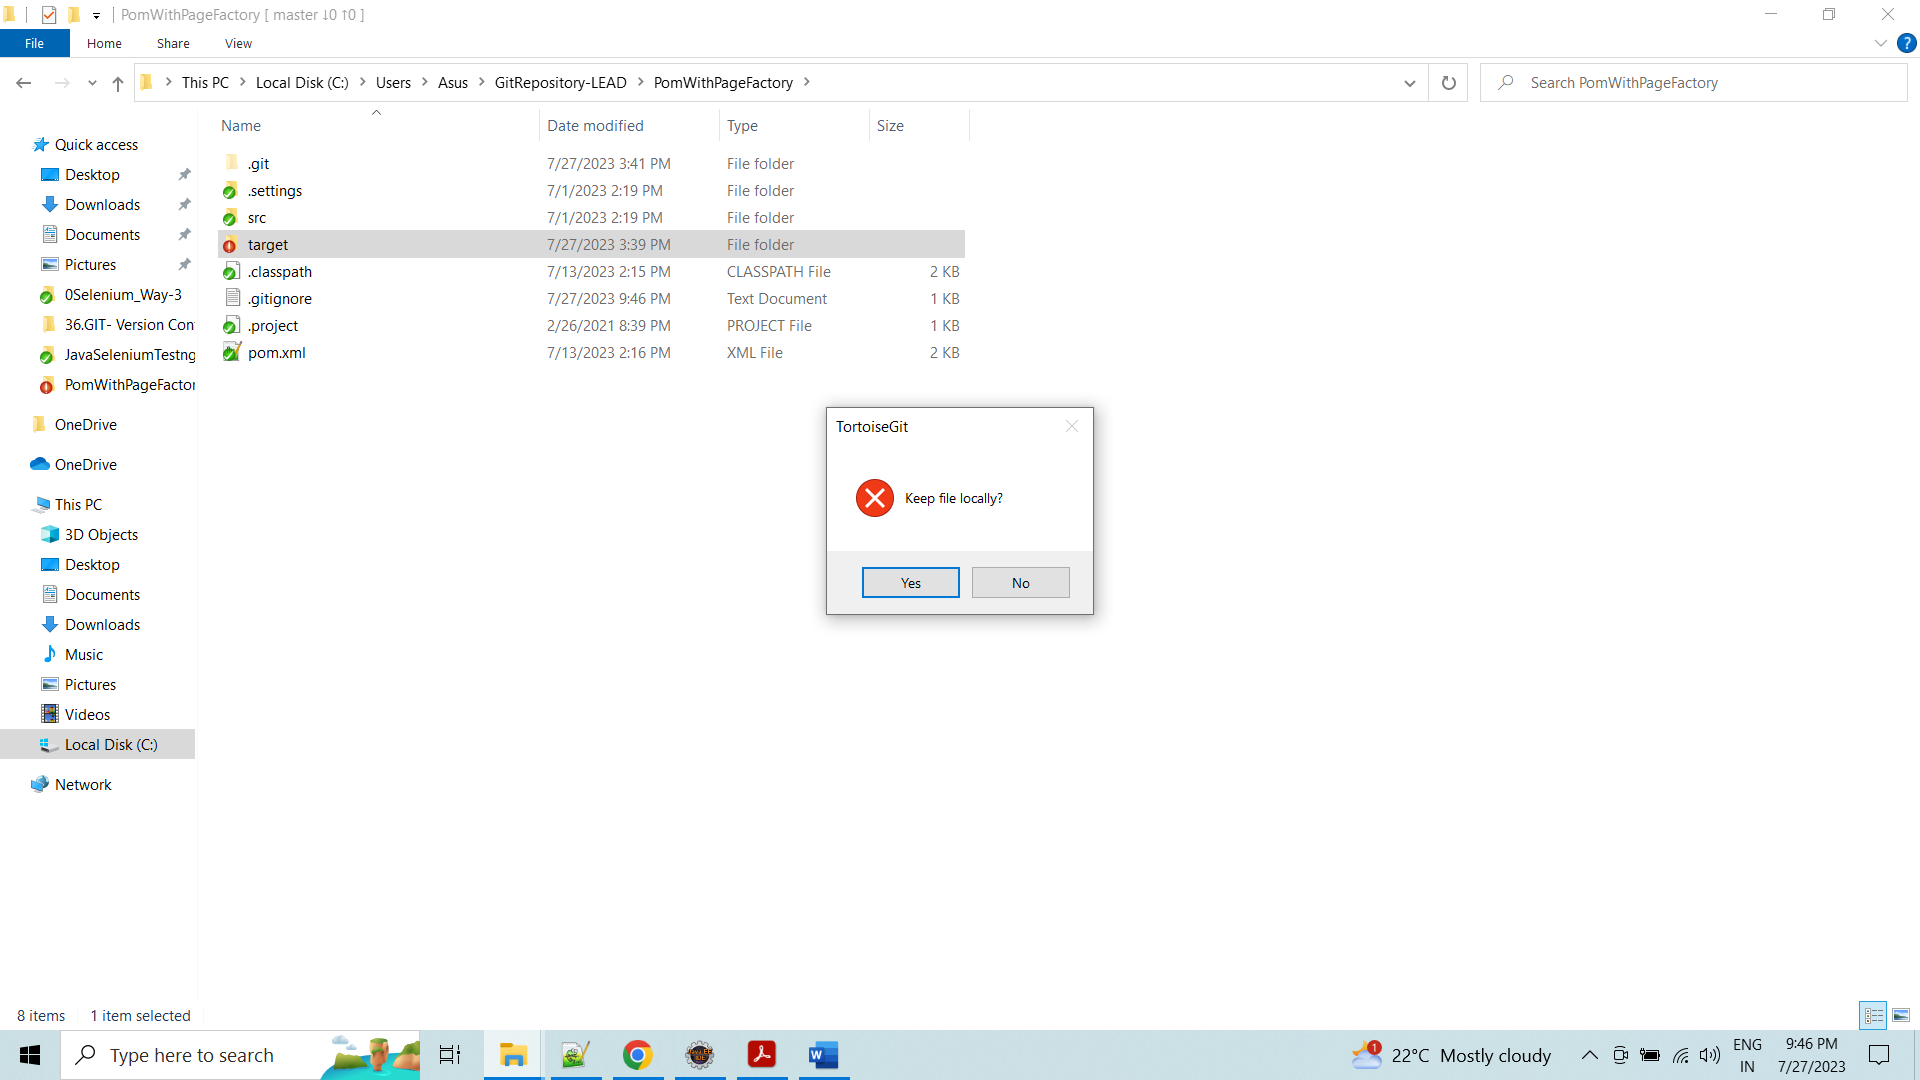 PomWithPageFactory [ master ↓0 ↑0 ]
File Home Share View
This PC Local Disk (C:) Users Asus GitRepository-LEAD PomWithPageFactory
Search PomWithPageFactory
Name Date modified Type Size
.git 7/27/2023 3:41 PM File folder
.settings 7/1/2023 2:19 PM File folder
src 7/1/2023 2:19 PM File folder
target 7/27/2023 3:39 PM File folder
.classpath 7/13/2023 2:15 PM CLASSPATH File 2 KB
.gitignore 7/27/2023 9:46 PM Text Document 1 KB
.project 2/26/2021 8:39 PM PROJECT File 1 KB
pom.xml 7/13/2023 2:16 PM XML File 2 KB
Quick access
Desktop
Downloads
Documents
Pictures
0Selenium_Way-3
36.GIT- Version Con
JavaSeleniumTestng
PomWithPageFactor
OneDrive
OneDrive
This PC
3D Objects
Desktop
Documents
Downloads
Music
Pictures
Videos
Local Disk (C:)
Network
TortoiseGit
Keep file locally?
Yes No
8 items 1 item selected
Type here to search
1
22°C Mostly cloudy
ENG
IN
9:46 PM
7/27/2023